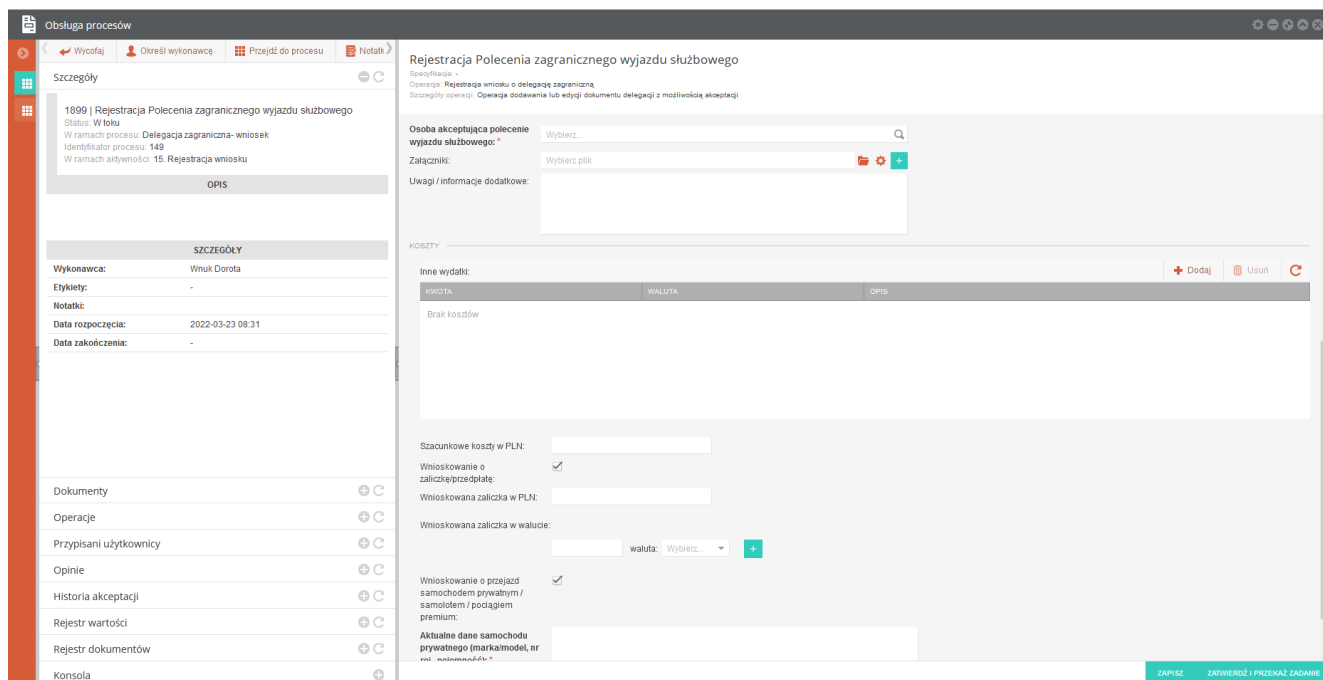 Obsługa procesów
Wycofaj
Określ wykonawcę
Przejdź do procesu
Notatk
Szczegóły
1899 | Rejestracja Polecenia zagranicznego wyjazdu służbowego
Status: W toku
W ramach procesu: Delegacja zagraniczna- wniosek
Identyfikator procesu: 149
W ramach aktywności: 15. Rejestracja wniosku
OPIS
SZCZEGÓŁY
Wykonawca: Wnuk Dorota
Etykiety: -
Notatki:
Data rozpoczęcia: 2022-03-23 08:31
Data zakończenia: -
Dokumenty
Operacje
Przypisani użytkownicy
Opinie
Historia akceptacji
Rejestr wartości
Rejestr dokumentów
Konsola
Rejestracja Polecenia zagranicznego wyjazdu służbowego
Specyfikacja: -
Operacja: Rejestracja wniosku o delegację zagraniczną
Szczegóły operacji: Operacja dodawania lub edycji dokumentu delegacji z możliwością akceptacji
Osoba akceptująca polecenie
wyjazdu służbowego: *
Wybierz...
Załączniki: Wybierz plik
Uwagi / informacje dodatkowe:
KOSZTY
Inne wydatki:
Dodaj
Usuń
KWOTA WALUTA OPIS
Brak kosztów
Szacunkowe koszty w PLN:
Wnioskowanie o
zaliczkę/przedpłatę:
Wnioskowana zaliczka w PLN:
Wnioskowana zaliczka w walucie:
waluta: Wybierz...
Wnioskowanie o przejazd
samochodem prywatnym /
samolotem / pociągiem
premium:
Aktualne dane samochodu
prywatnego (marka/model, nr
rej., pojemność): *
ZAPISZ ZATWIERDŹ I PRZEKAŻ ZADANIE